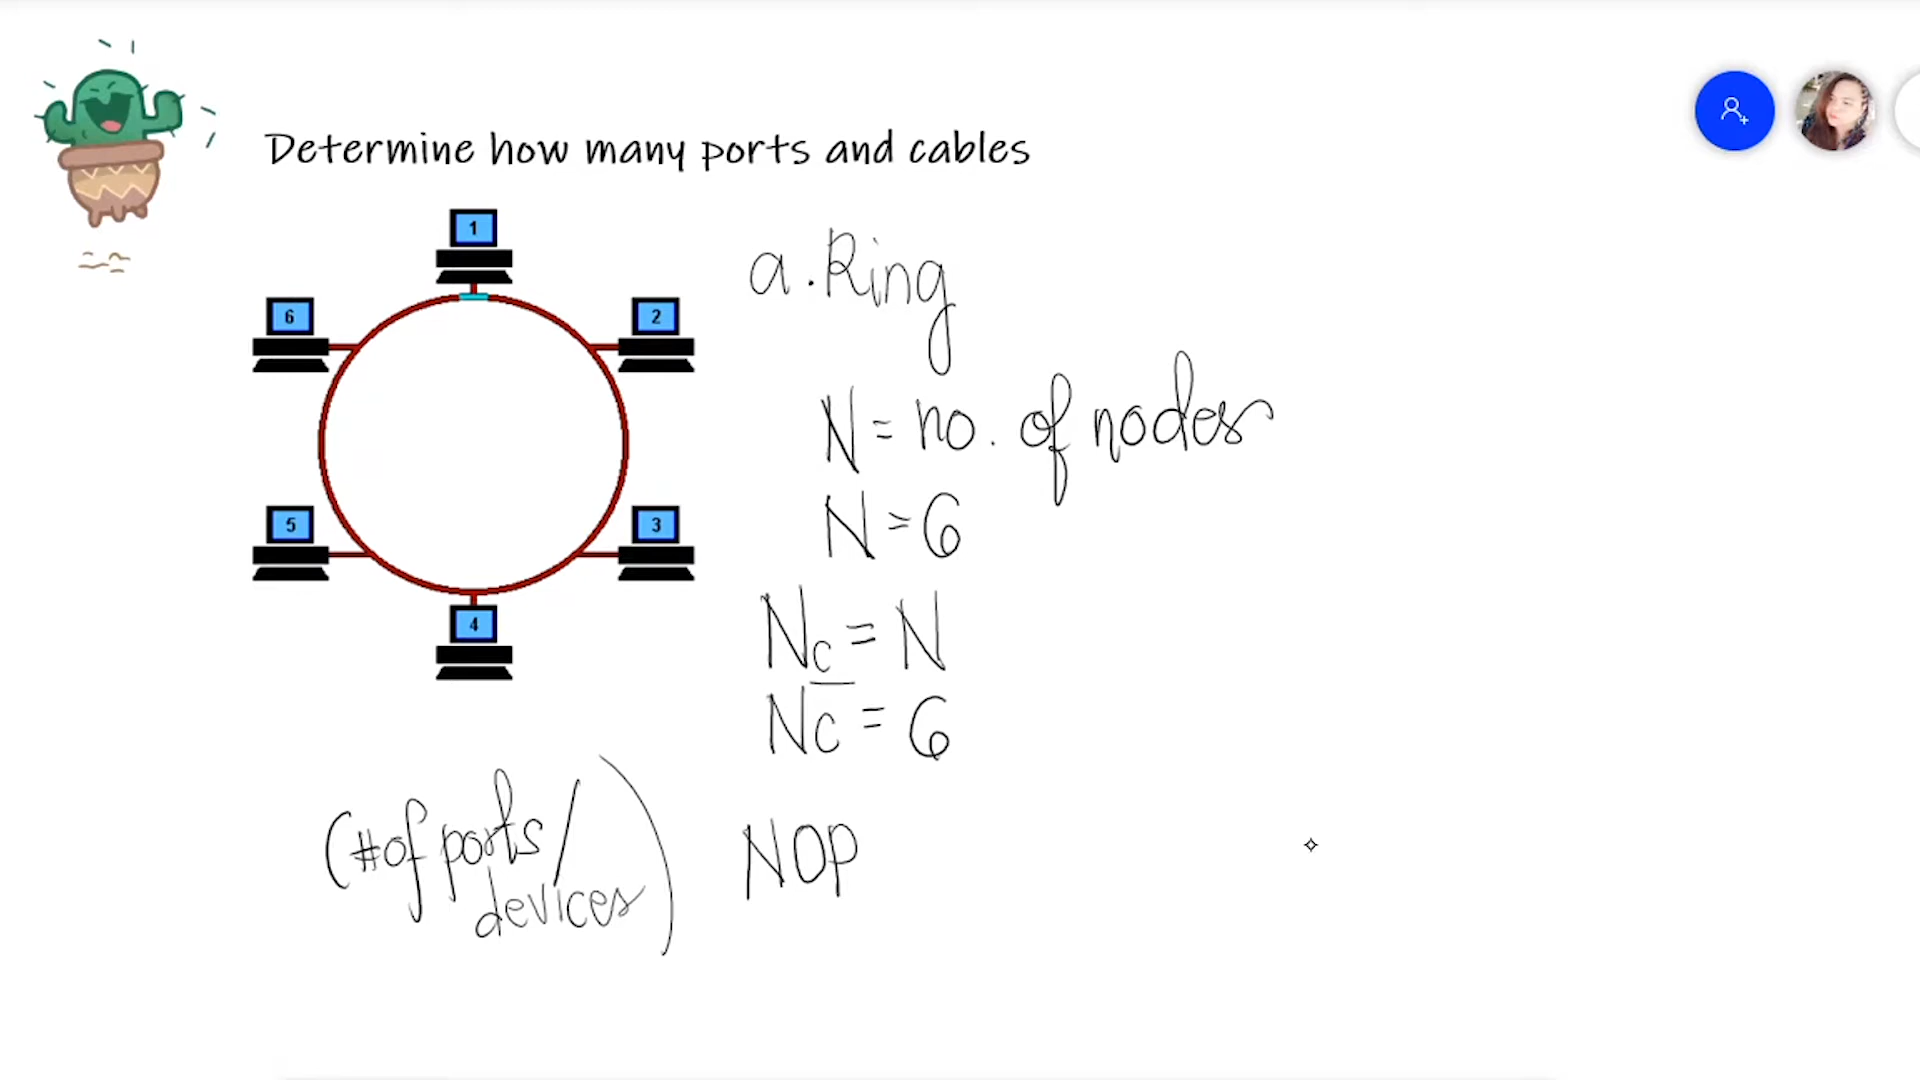 Determine how many ports and cables
1
6
2
5
3
4
a. Ring
N = no. of nodes
N = 6
Nc = N
Nc = 6
(# of ports/
devices)
NOP